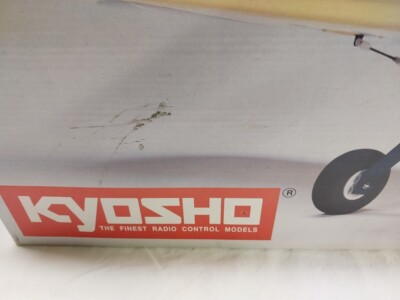 KYOSHO ®
THE FINEST RADIO CONTROL MODELS